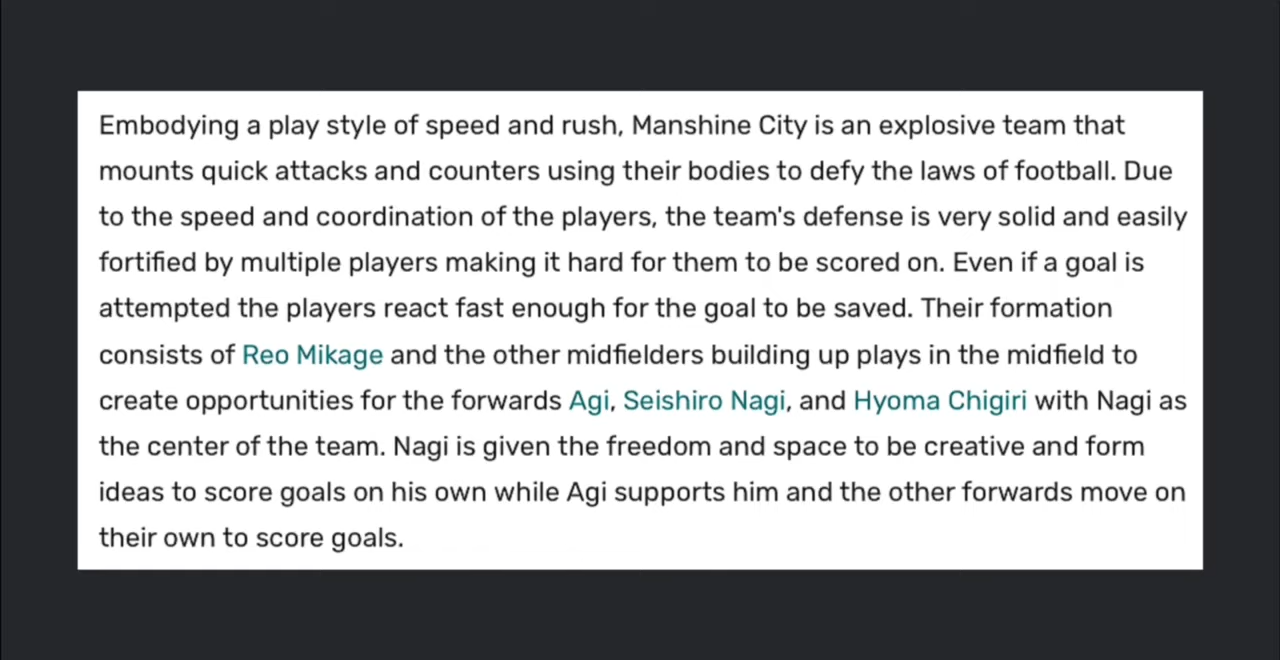 Embodying a play style of speed and rush, Manshine City is an explosive team that
mounts quick attacks and counters using their bodies to defy the laws of football. Due
to the speed and coordination of the players, the team's defense is very solid and easily
fortified by multiple players making it hard for them to be scored on. Even if a goal is
attempted the players react fast enough for the goal to be saved. Their formation
consists of Reo Mikage and the other midfielders building up plays in the midfield to
create opportunities for the forwards Agi, Seishiro Nagi, and Hyoma Chigiri with Nagi as
the center of the team. Nagi is given the freedom and space to be creative and form
ideas to score goals on his own while Agi supports him and the other forwards move on
their own to score goals.